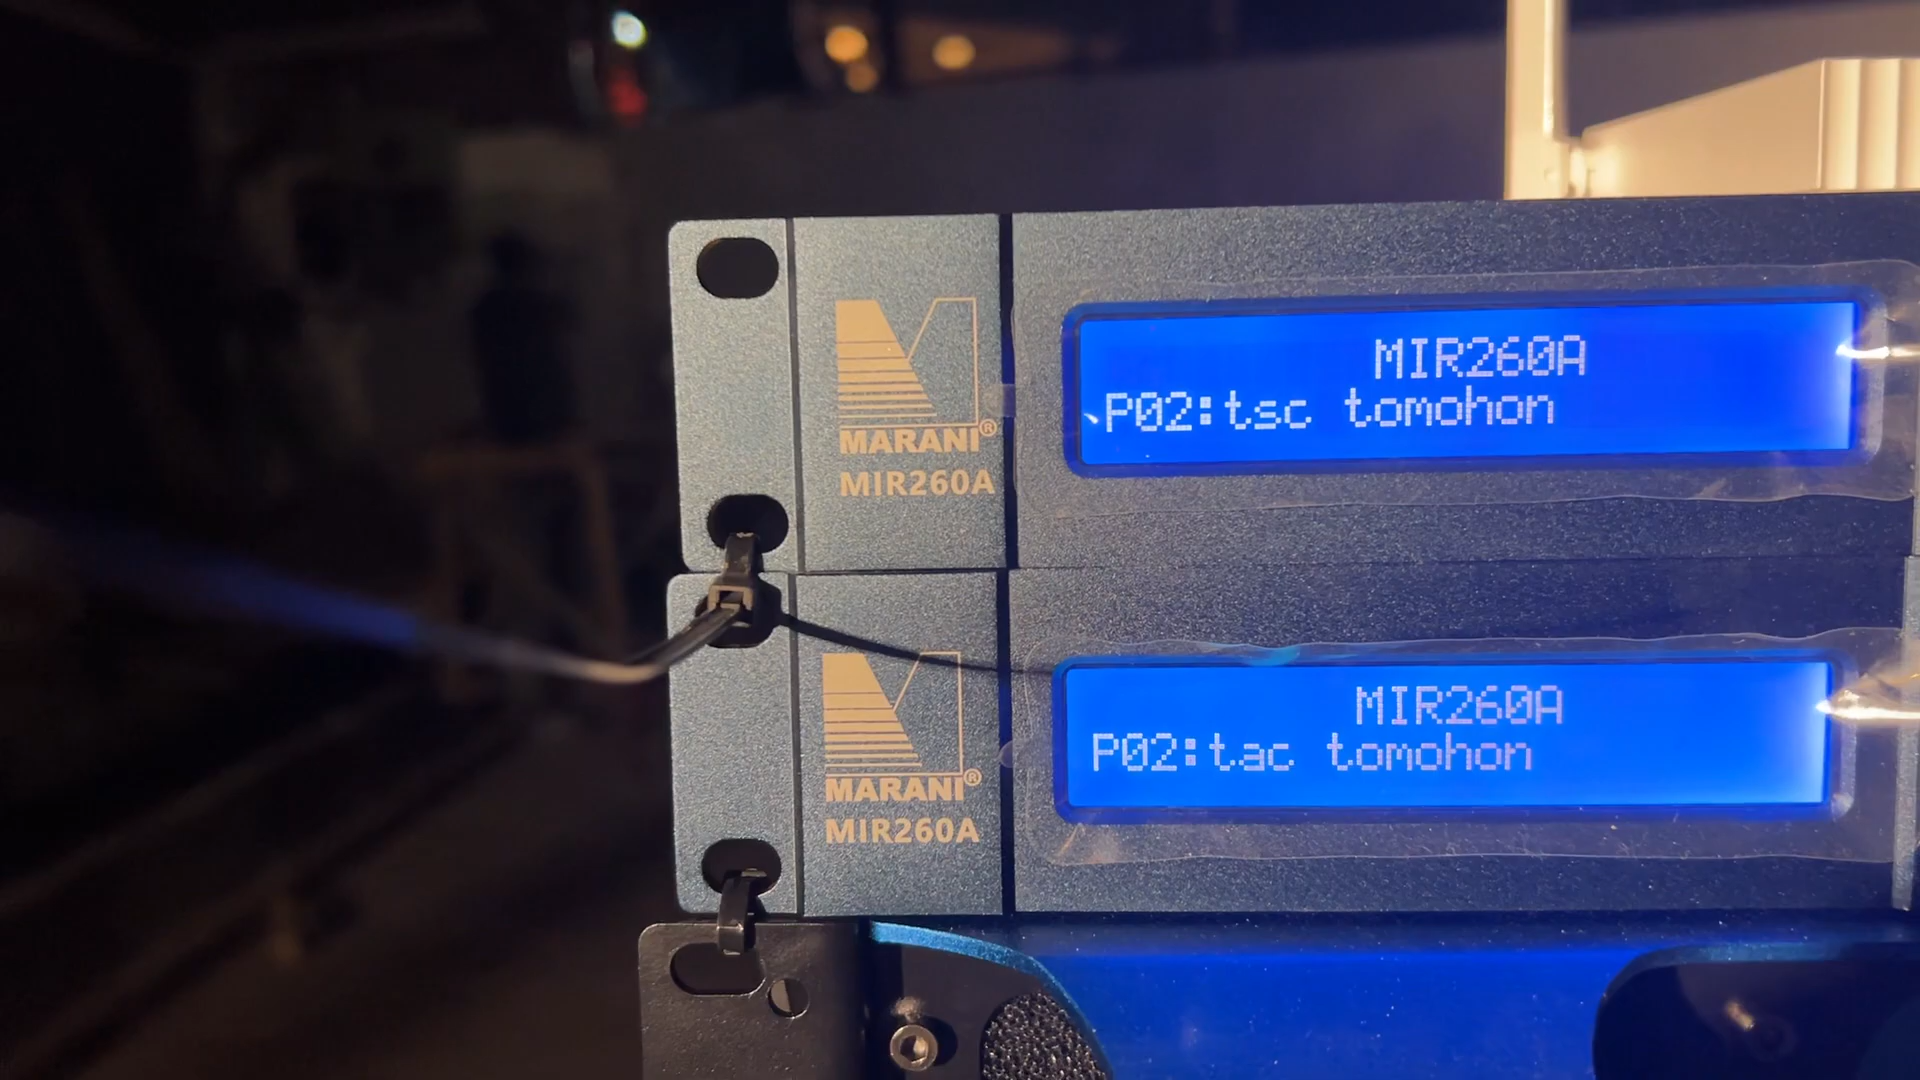 MARANI®
MIR260A
MIR260A
P02:tsc tomohon
MARANI®
MIR260A
MIR260A
P02:tac tomohon